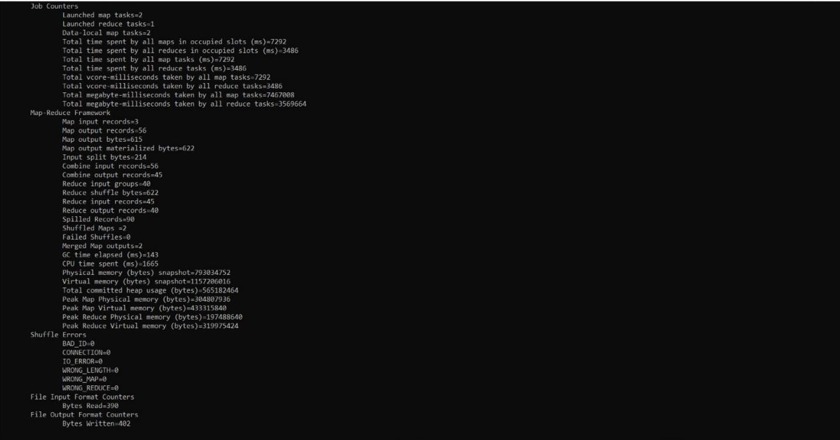 Job Counters
Launched map tasks=2
Launched reduce tasks=1
Data-local map tasks=2
Total time spent by all maps in occupied slots (ms)=7292
Total time spent by all reduces in occupied slots (ms)=3486
Total time spent by all map tasks (ms)=7292
Total time spent by all reduce tasks (ms)=3486
Total vcore-milliseconds taken by all map tasks=7292
Total vcore-milliseconds taken by all reduce tasks=3486
Total megabyte-milliseconds taken by all map tasks=7467008
Total megabyte-milliseconds taken by all reduce tasks=3569664
Map-Reduce Framework
Map input records=3
Map output records=56
Map output bytes=615
Map output materialized bytes=622
Input split bytes=214
Combine input records=56
Combine output records=45
Reduce input groups=40
Reduce shuffle bytes=622
Reduce input records=45
Reduce output records=40
Spilled Records=90
Shuffled Maps =2
Failed Shuffles=0
Merged Map outputs=2
GC time elapsed (ms)=143
CPU time spent (ms)=1665
Physical memory (bytes) snapshot=793034752
Virtual memory (bytes) snapshot=1157206016
Total committed heap usage (bytes)=565182464
Peak Map Physical memory (bytes)=304807936
Peak Map Virtual memory (bytes)=433315840
Peak Reduce Physical memory (bytes)=197488640
Peak Reduce Virtual memory (bytes)=319975424
Shuffle Errors
BAD_ID=0
CONNECTION=0
IO_ERROR=0
WRONG_LENGTH=0
WRONG_MAP=0
WRONG_REDUCE=0
File Input Format Counters
Bytes Read=390
File Output Format Counters
Bytes Written=402